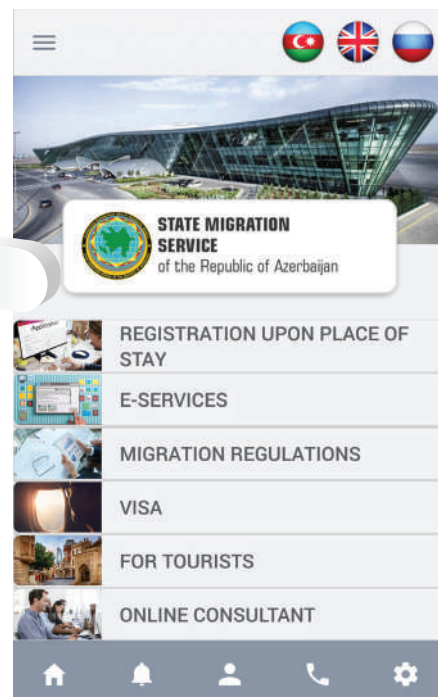 STATE MIGRATION
SERVICE
of the Republic of Azerbaijan
Application
REGISTRATION UPON PLACE OF
STAY
E-SERVICES
MIGRATION REGULATIONS
VISA
FOR TOURISTS
ONLINE CONSULTANT